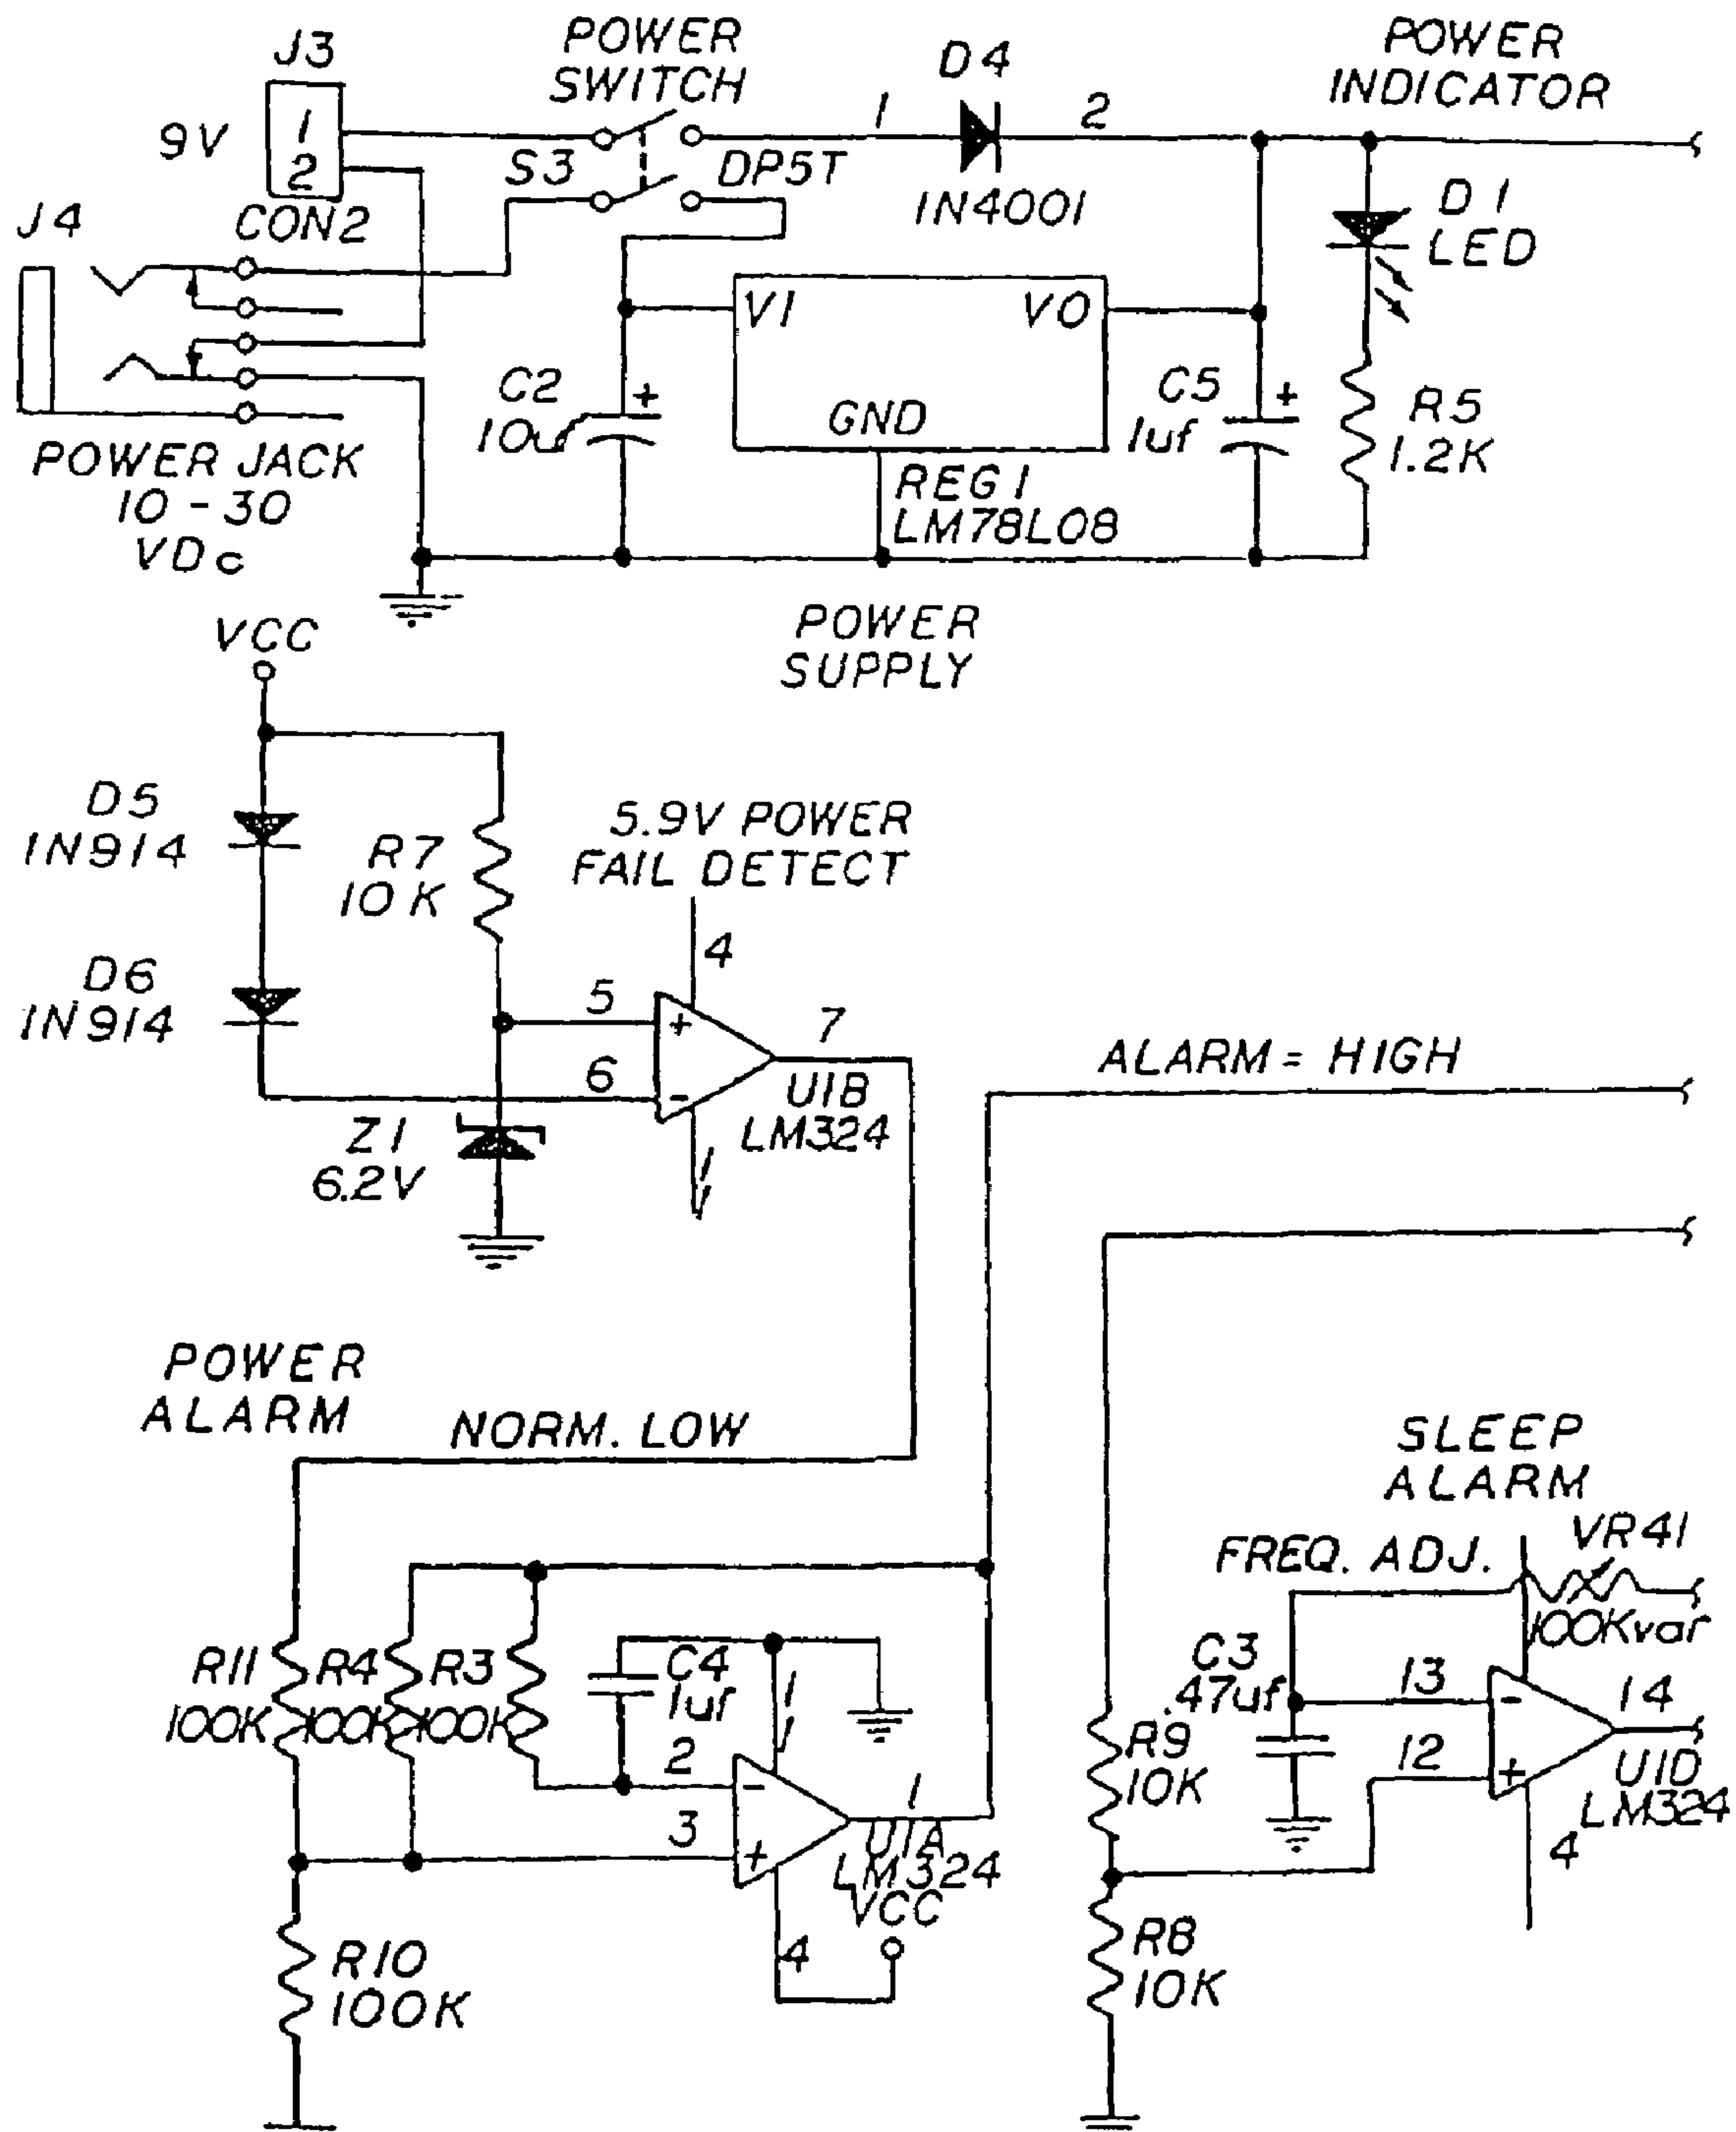 J3
9V
1
2
CON2
J4
POWER JACK
10 - 30
VDc
POWER
SWITCH
S3
DP5T
1
D4
2
1N4001
POWER
INDICATOR
D1
LED
VI
VO
GND
C2
+
10uf
REG1
LM78L08
C5
+
1uf
R5
1.2K
POWER
SUPPLY
VCC
D5
1N914
R7
10K
D6
1N914
5.9V POWER
FAIL DETECT
4
5
+
6
-
7
U1B
LM324
11
Z1
6.2V
ALARM = HIGH
POWER
ALARM
NORM. LOW
R11
100K
R4
100K
R3
100K
C4
1uf
11
2
-
3
+
1
U1A
LM324
VCC
4
R10
100K
SLEEP
ALARM
FREQ. ADJ.
VR41
100Kvar
C3
.47uf
13
-
12
+
14
U1D
LM324
4
R9
10K
R8
10K